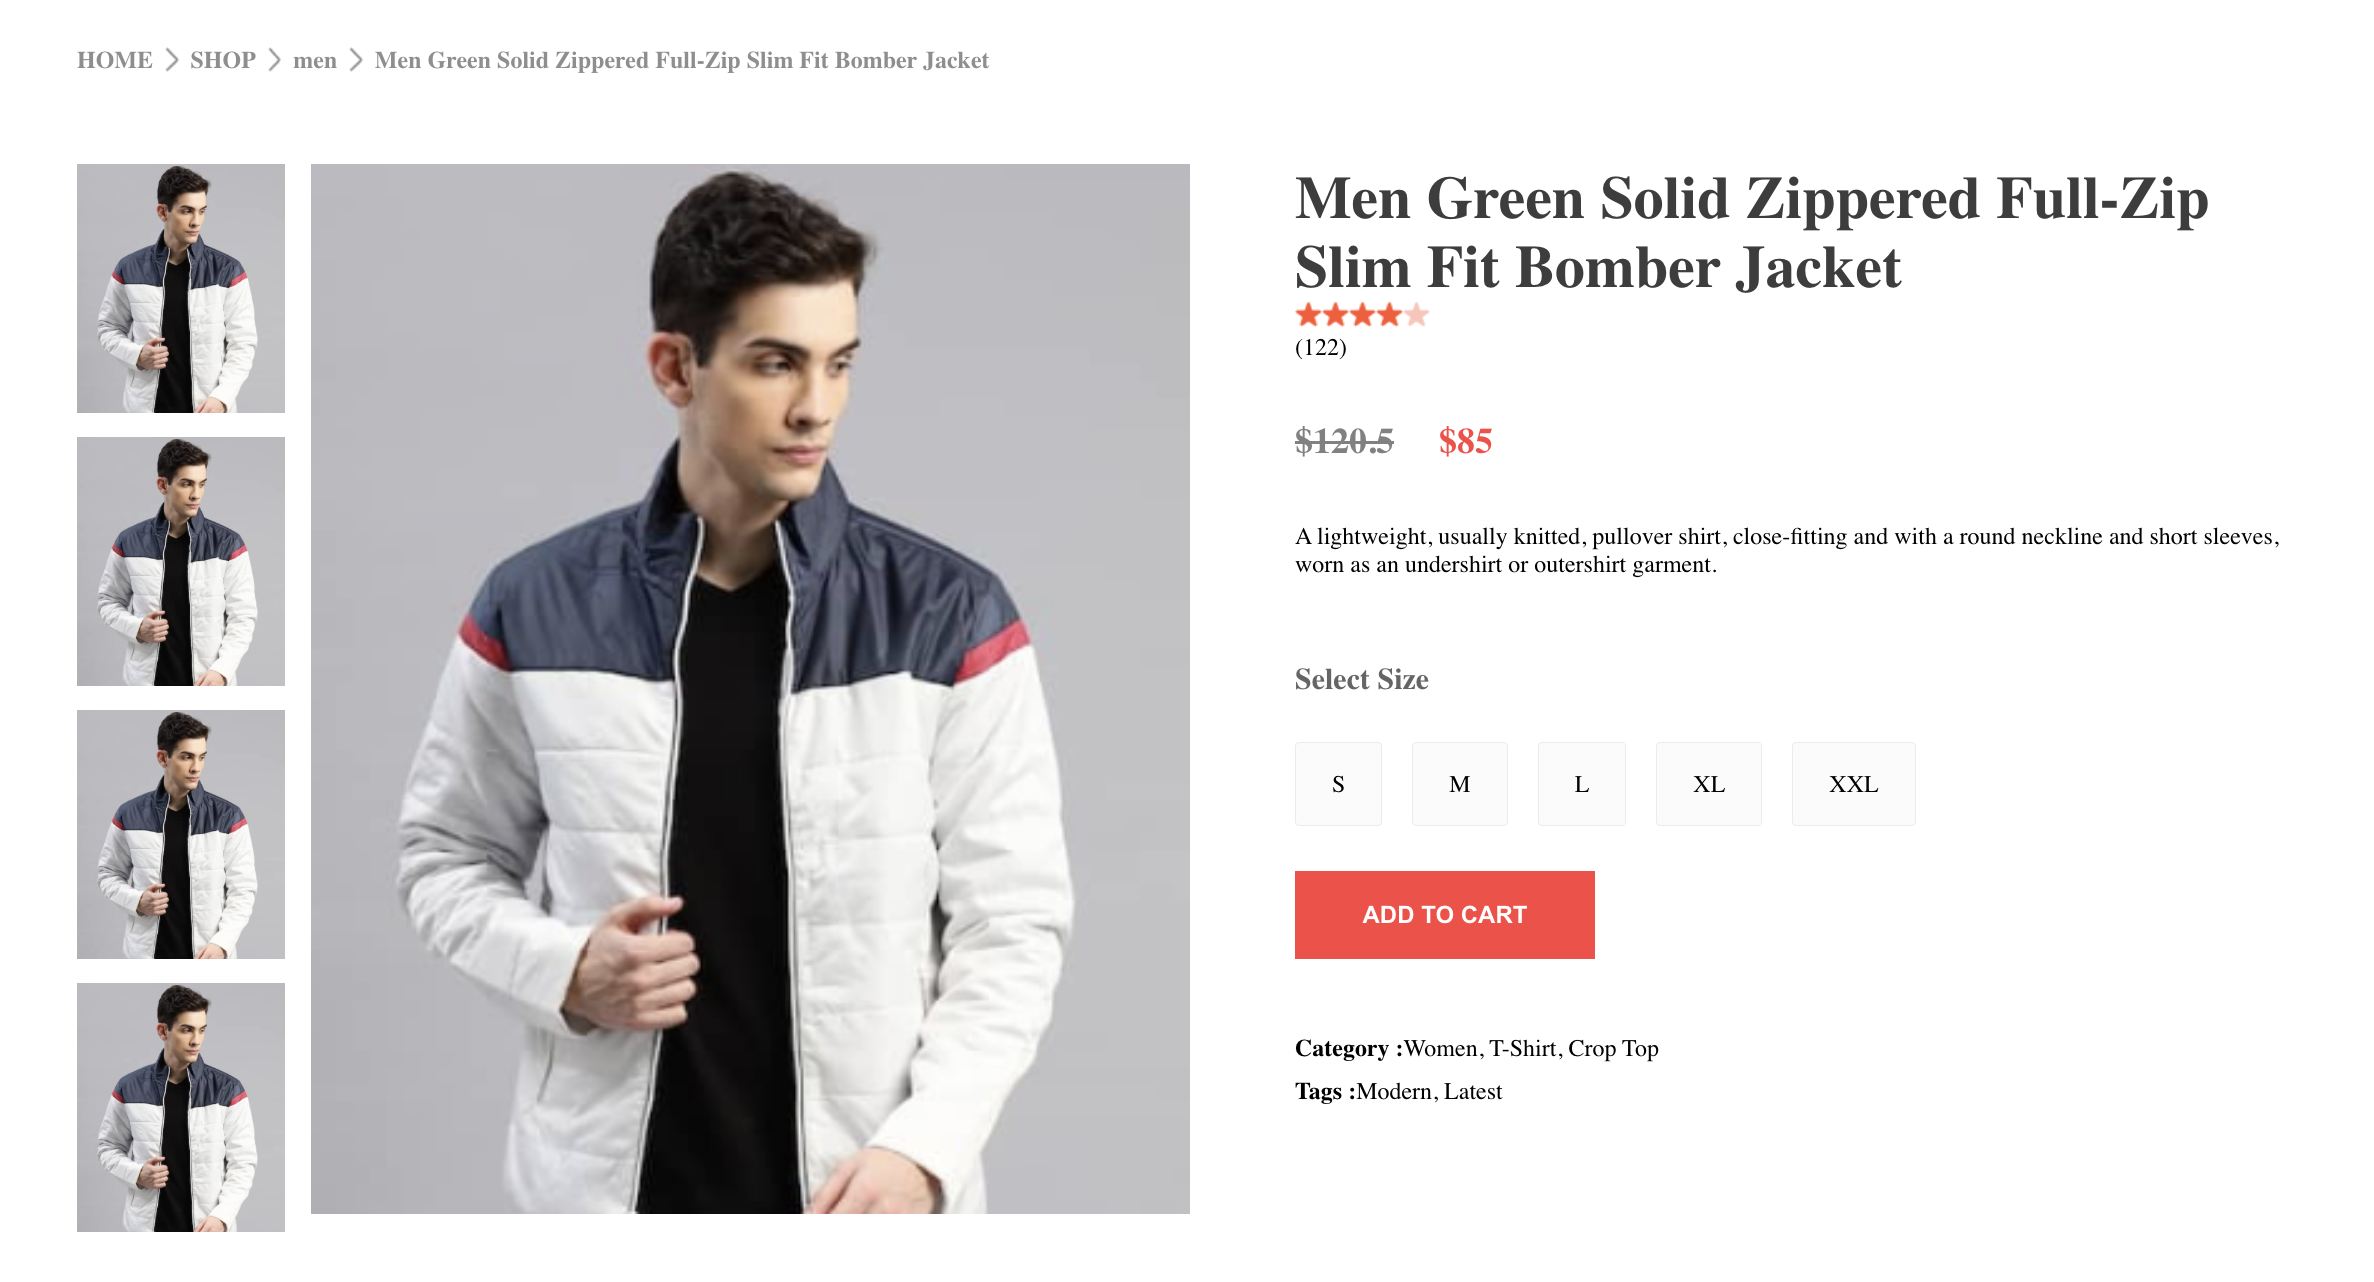 HOME SHOP men Men Green Solid Zippered Full-Zip Slim Fit Bomber Jacket
Men Green Solid Zippered Full-Zip
Slim Fit Bomber Jacket
(122)
$120.5 $85
A lightweight, usually knitted, pullover shirt, close-fitting and with a round neckline and short sleeves,
worn as an undershirt or outershirt garment.
Select Size
S M L XL XXL
ADD TO CART
Category :Women, T-Shirt, Crop Top
Tags :Modern, Latest